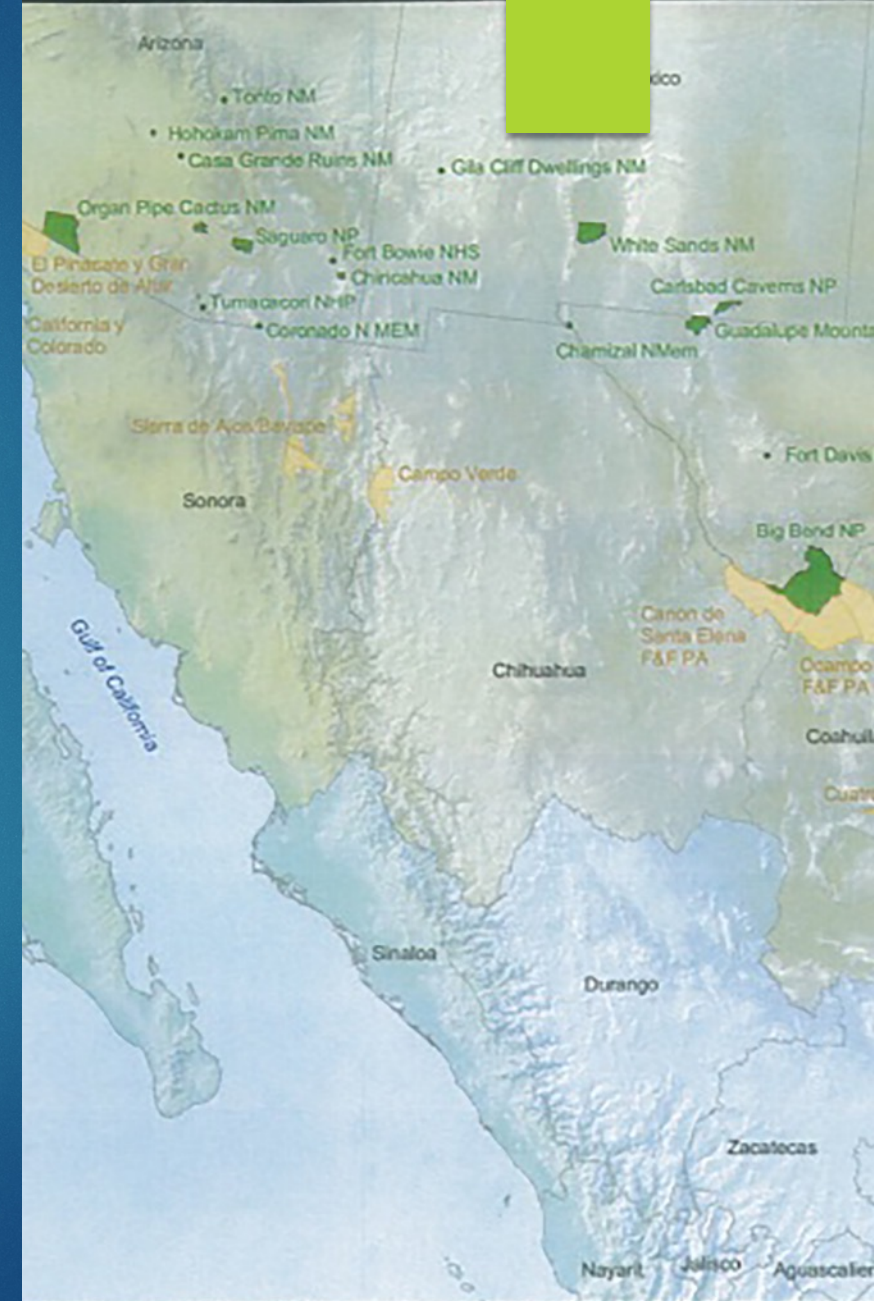 Arizona
xico
Tonto NM
Hohokam Pima NM
Casa Grande Ruins NM
Gila Cliff Dwellings NM
Organ Pipe Cactus NM
Saguaro NP
White Sands NM
Fort Bowie NHS
El Pinacate y Gran
Desierto de Altar
Chiricahua NM
Carlsbad Caverns NP
Tumacacori NHP
California y
Colorado
Coronado N MEM
Guadalupe Mounta
Chamizal NMem
Sierra de Ajos/Bavispe
Fort Davis
Campo Verde
Sonora
Big Bend NP
Canon de
Santa Elena
F&F PA
Gulf of California
Chihuahua
Ocampo
F&F PA
Coahuil
Cuatr
Sinaloa
Durango
Zacatecas
Nayarit
Jalisco
Aguascalien